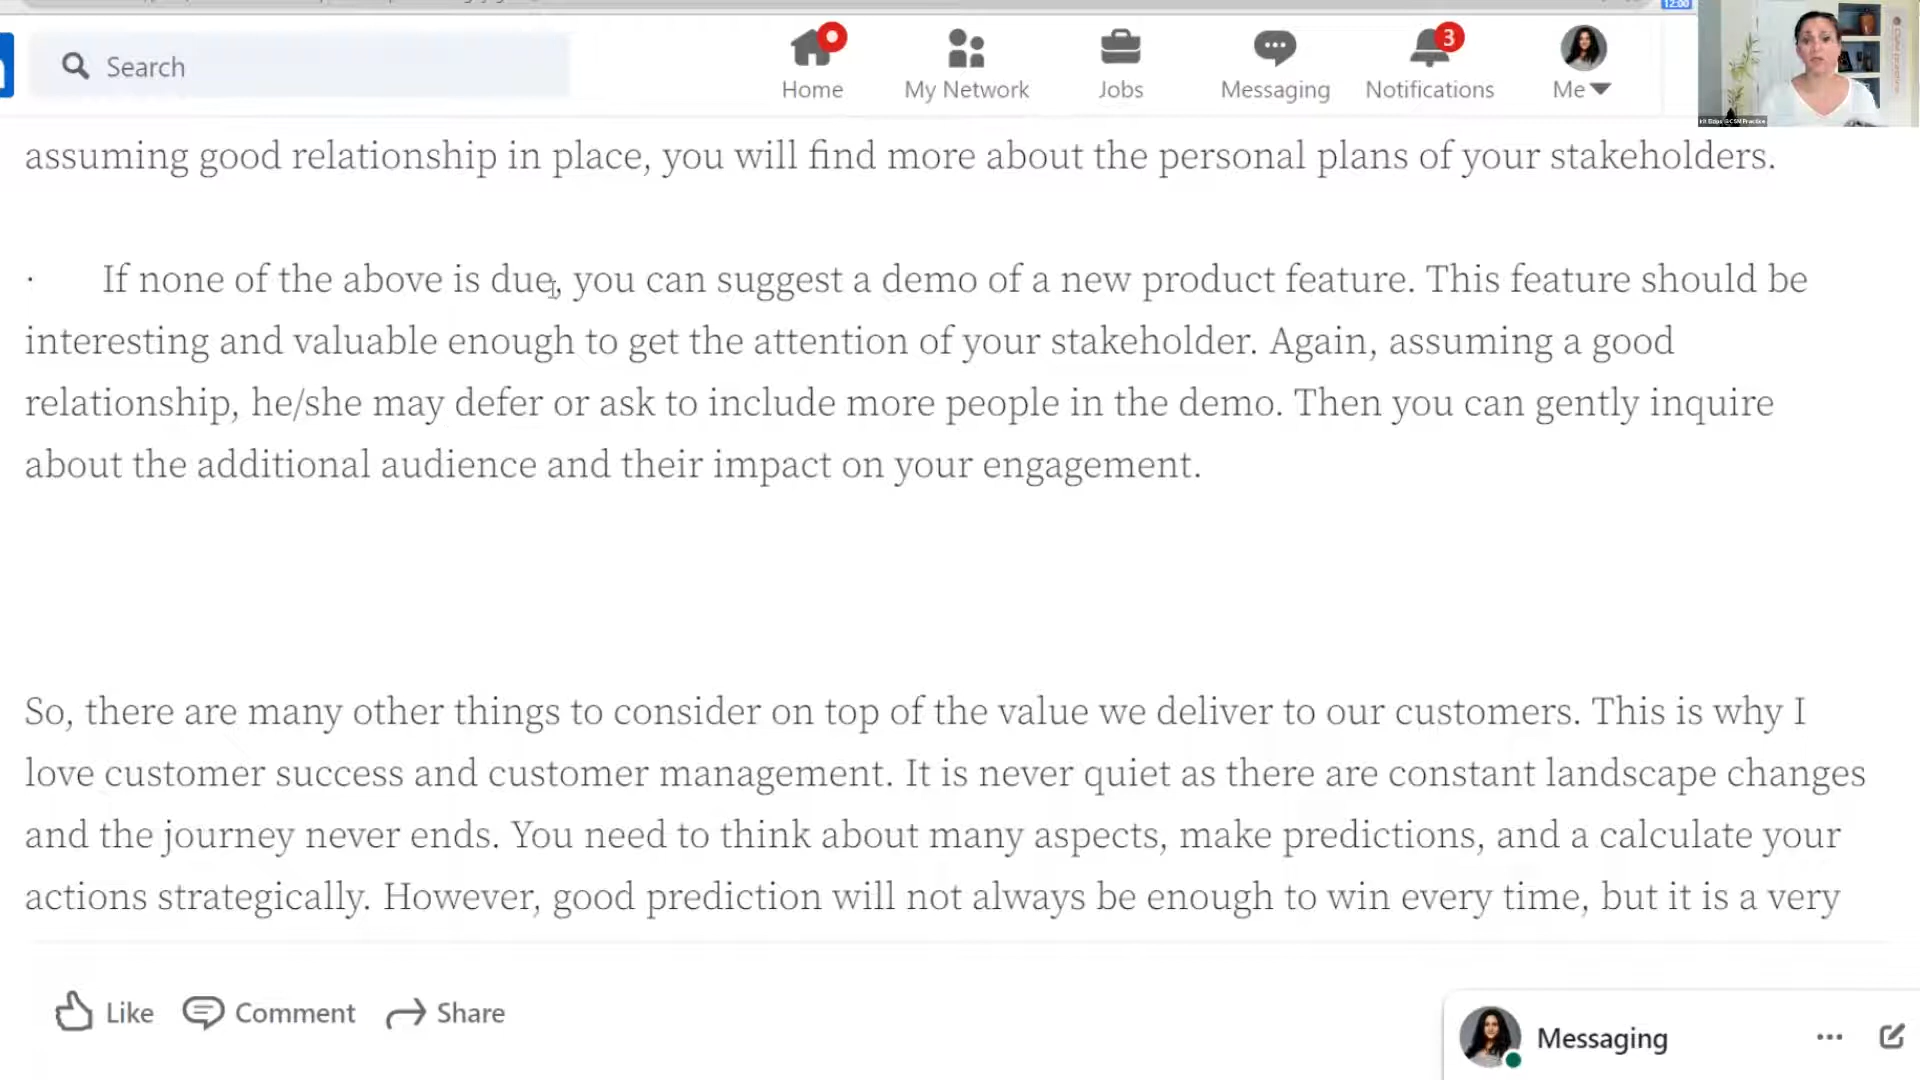 12:00
Search
Home
My Network
Jobs
Messaging
3
Notifications
Me
assuming good relationship in place, you will find more about the personal plans of your stakeholders.
· If none of the above is due, you can suggest a demo of a new product feature. This feature should be
interesting and valuable enough to get the attention of your stakeholder. Again, assuming a good
relationship, he/she may defer or ask to include more people in the demo. Then you can gently inquire
about the additional audience and their impact on your engagement.
So, there are many other things to consider on top of the value we deliver to our customers. This is why I
love customer success and customer management. It is never quiet as there are constant landscape changes
and the journey never ends. You need to think about many aspects, make predictions, and a calculate your
actions strategically. However, good prediction will not always be enough to win every time, but it is a very
Like
Comment
Share
Messaging